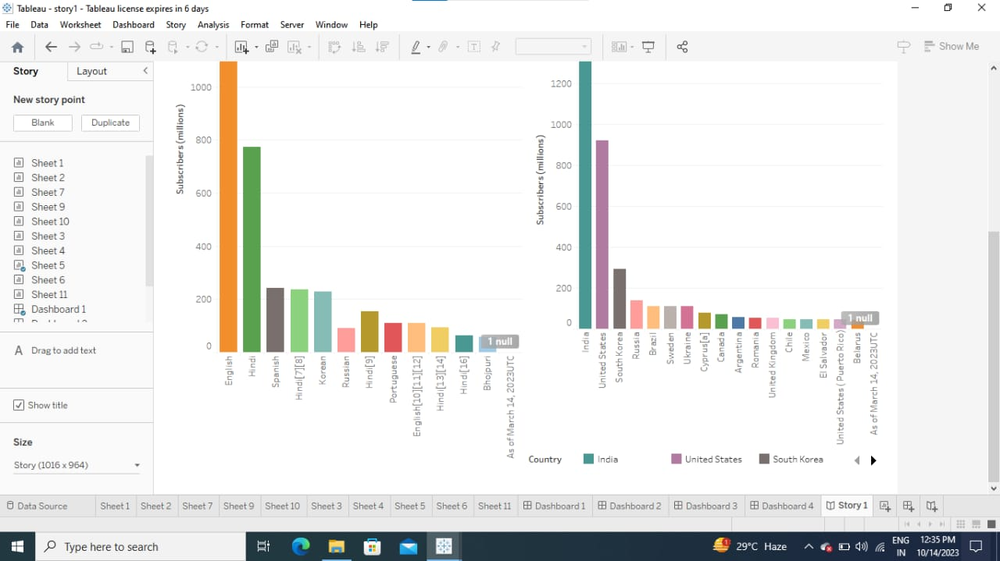 Tableau - story1 - Tableau license expires in 6 days
File Data Worksheet Dashboard Story Analysis Format Server Window Help
Show Me
Story Layout
New story point
Blank Duplicate
Sheet 1
Sheet 2
Sheet 7
Sheet 9
Sheet 10
Sheet 3
Sheet 4
Sheet 5
Sheet 6
Sheet 11
Dashboard 1
A Drag to add text
Show title
Size
Story (1016 x 964)
Subscribers (millions)
1000
800
600
400
200
0
1 null
English
Hindi
Spanish
Hindi[7][8]
Korean
Russian
Hindi[9]
Portuguese
English[10][11][12]
Hindi[13][14]
Hindi[16]
Bhojpuri
As of March 14, 2023UTC
Subscribers (millions)
1200
1000
800
600
400
200
0
1 null
India
United States
South Korea
Russia
Brazil
Sweden
Ukraine
Cyprus[a]
Canada
Argentina
Romania
United Kingdom
Chile
Mexico
El Salvador
United States ( Puerto Rico)
Belarus
As of March 14, 2023UTC
Country India United States South Korea
Data Source Sheet 1 Sheet 2 Sheet 7 Sheet 9 Sheet 10 Sheet 3 Sheet 4 Sheet 5 Sheet 6 Sheet 11 Dashboard 1 Dashboard 2 Dashboard 3 Dashboard 4 Story 1
Type here to search
1
29°C Haze
ENG
IN
12:35 PM
10/14/2023